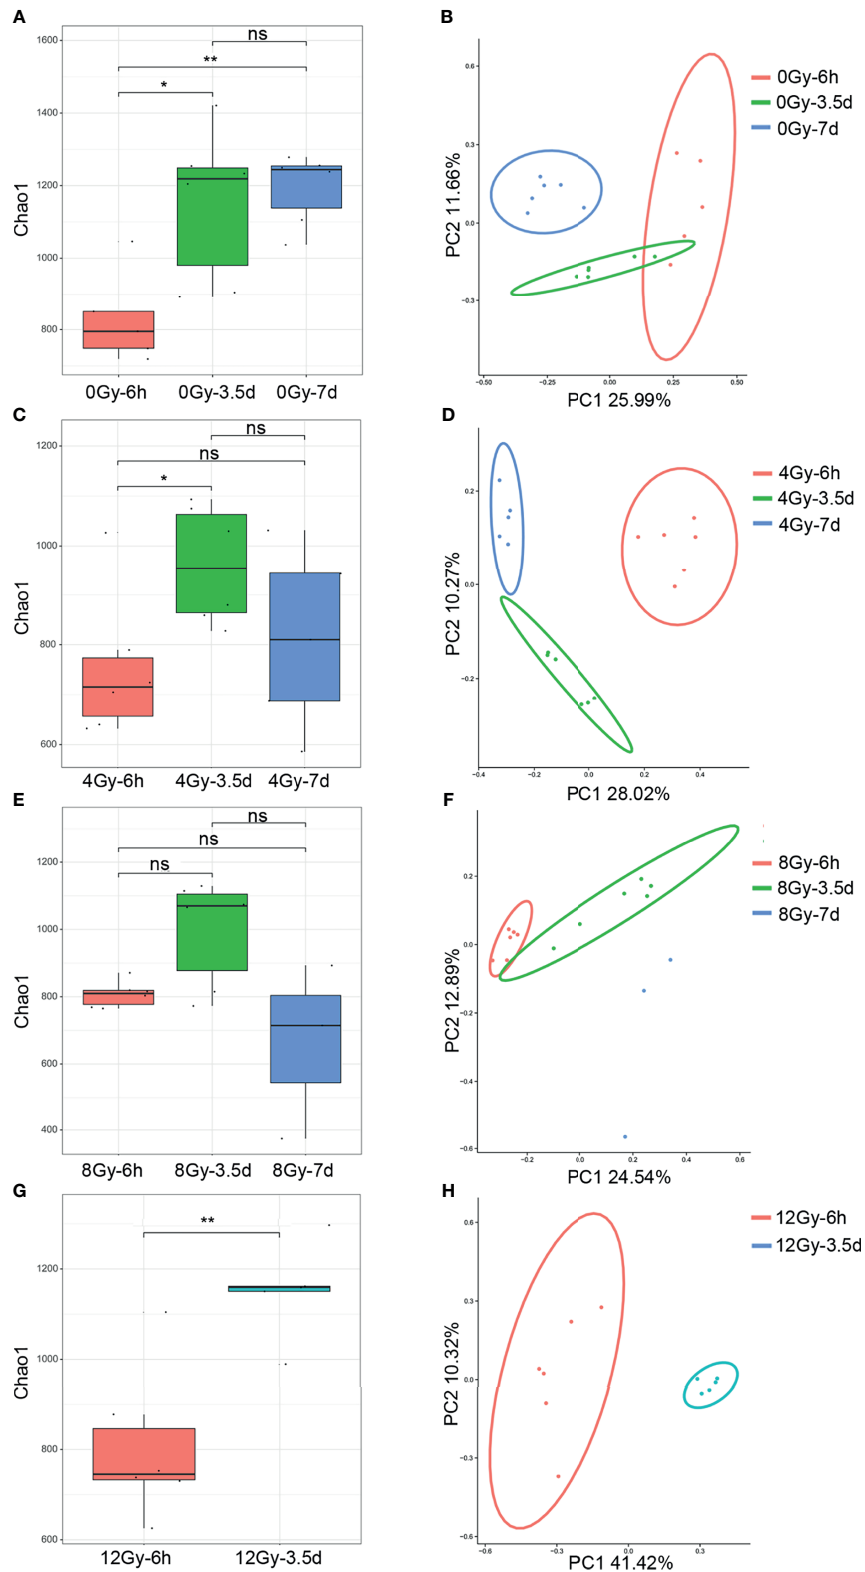 A
ns
**
*
1600
1400
1200
1000
800
Chao1
0Gy-6h 0Gy-3.5d 0Gy-7d
B
0.6
0.3
0.0
−0.3
PC2 11.66%
−0.50 −0.25 0.00 0.25 0.50
PC1 25.99%
0Gy-6h
0Gy-3.5d
0Gy-7d
C
ns
ns
*
1200
1000
800
600
Chao1
4Gy-6h 4Gy-3.5d 4Gy-7d
D
0.2
0.0
−0.2
PC2 10.27%
−0.4 −0.2 0.0 0.2 0.4
PC1 28.02%
4Gy-6h
4Gy-3.5d
4Gy-7d
E
ns
ns
ns
1200
1000
800
600
400
Chao1
8Gy-6h 8Gy-3.5d 8Gy-7d
F
0.2
0.0
−0.2
−0.4
−0.6
PC2 12.89%
−0.2 0.0 0.2 0.4 0.6
PC1 24.54%
8Gy-6h
8Gy-3.5d
8Gy-7d
G
**
1200
1000
800
600
Chao1
12Gy-6h 12Gy-3.5d
H
0.6
0.3
0.0
−0.3
−0.6
PC2 10.32%
−0.6 −0.3 0.0 0.3
PC1 41.42%
12Gy-6h
12Gy-3.5d